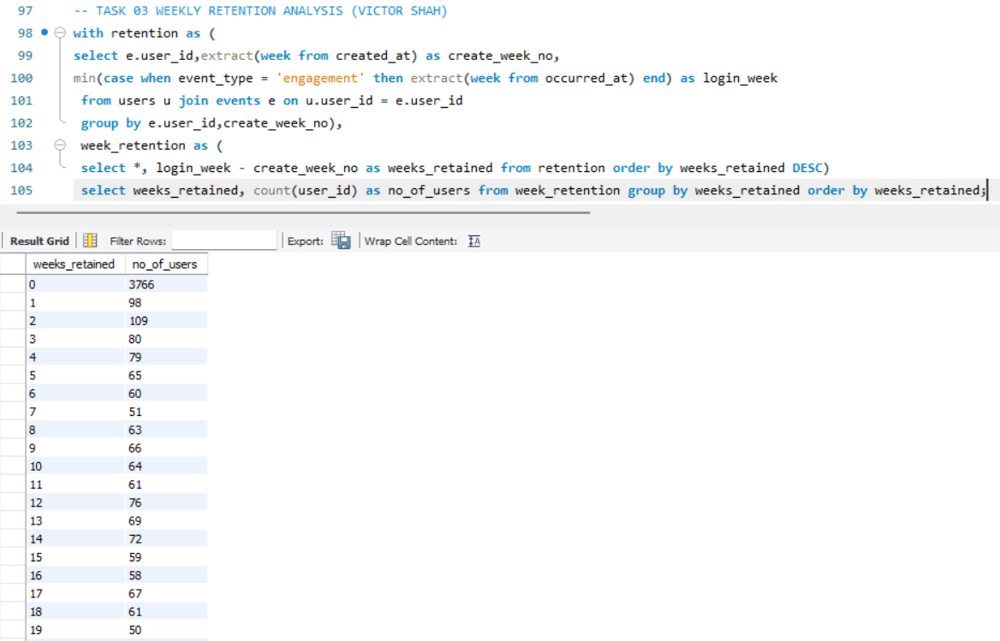 97 -- TASK 03 WEEKLY RETENTION ANALYSIS (VICTOR SHAH)
98 with retention as (
99 select e.user_id,extract(week from created_at) as create_week_no,
100 min(case when event_type = 'engagement' then extract(week from occurred_at) end) as login_week
101 from users u join events e on u.user_id = e.user_id
102 group by e.user_id,create_week_no),
103 week_retention as (
104 select *, login_week - create_week_no as weeks_retained from retention order by weeks_retained DESC)
105 select weeks_retained, count(user_id) as no_of_users from week_retention group by weeks_retained order by weeks_retained;
Result Grid Filter Rows: Export: Wrap Cell Content:
weeks_retained no_of_users
0 3766
1 98
2 109
3 80
4 79
5 65
6 60
7 51
8 63
9 66
10 64
11 61
12 76
13 69
14 72
15 59
16 58
17 67
18 61
19 50